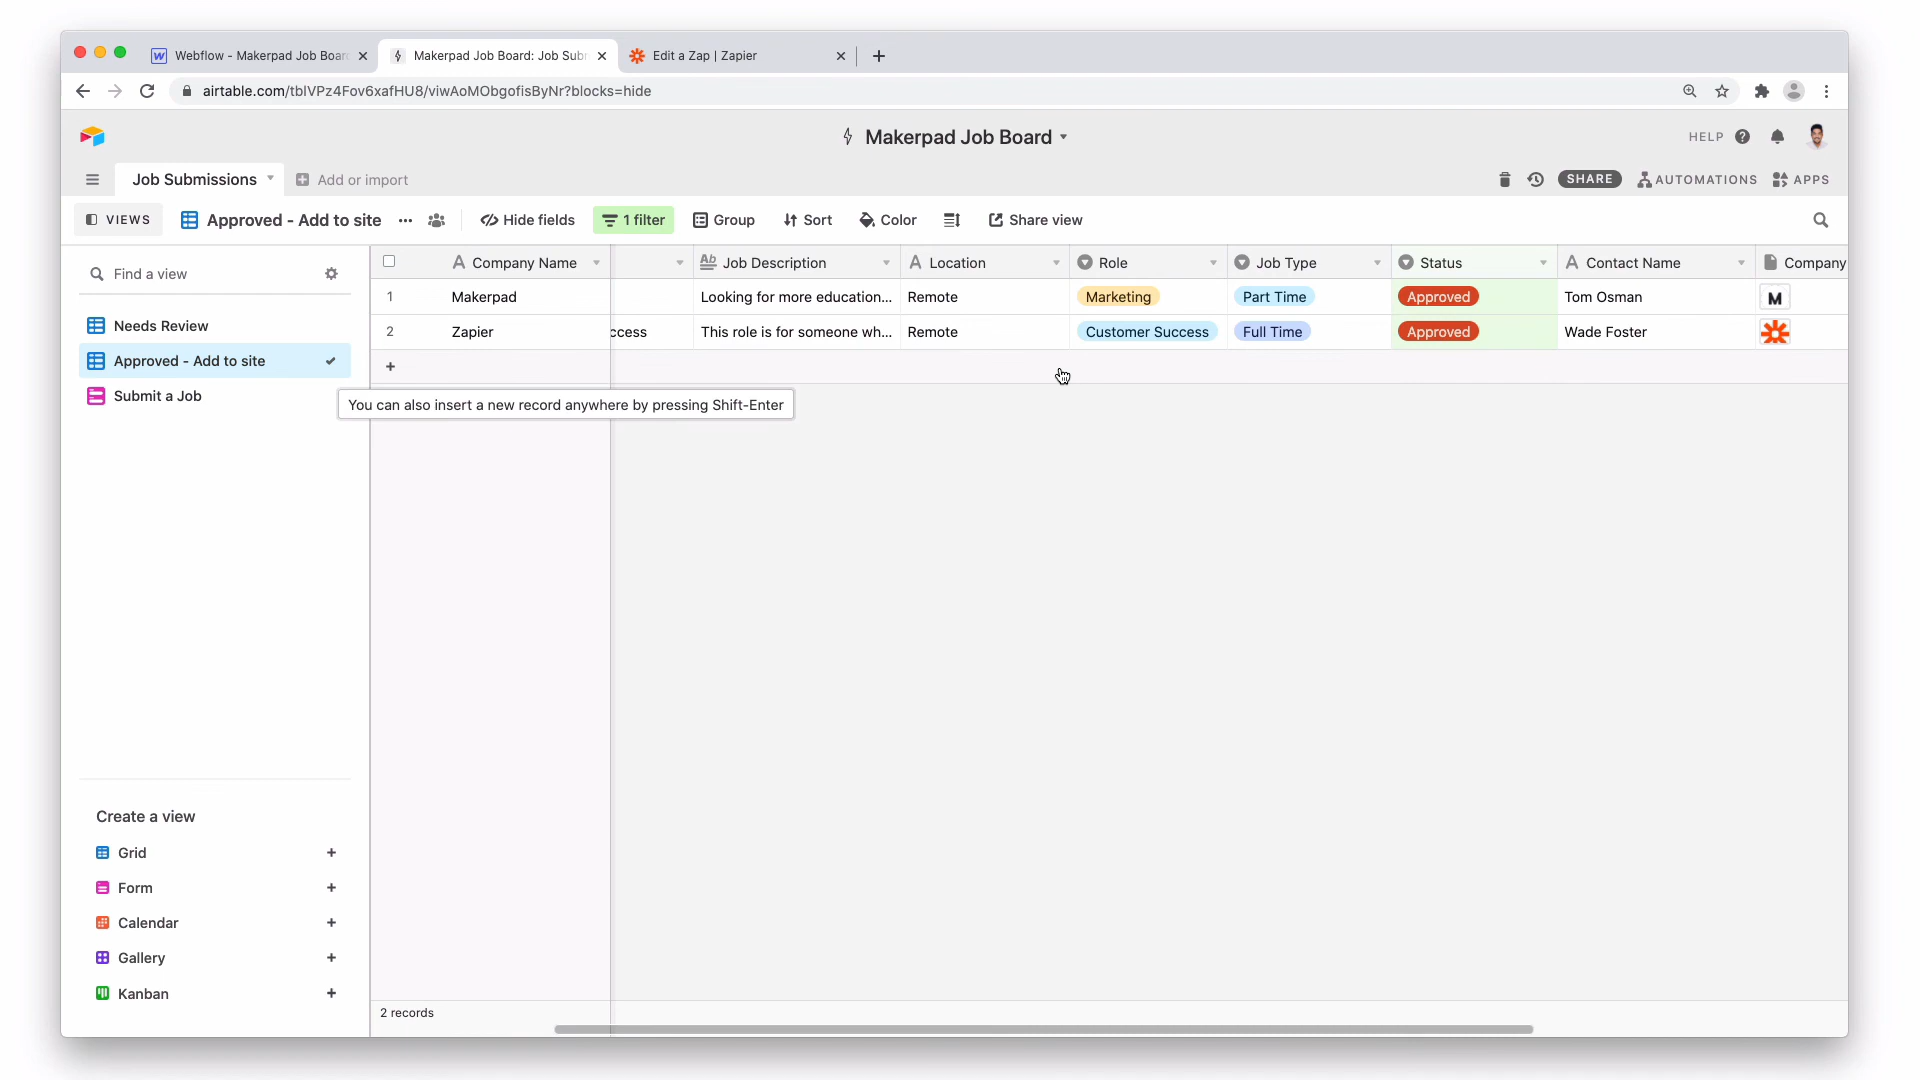 Webflow - Makerpad Job Boar
Makerpad Job Board: Job Sub
Edit a Zap | Zapier
airtable.com/tblVPz4Fov6xafHU8/viwAoMObgofisByNr?blocks=hide
Makerpad Job Board
HELP
Job Submissions
Add or import
SHARE
AUTOMATIONS
APPS
VIEWS
Approved - Add to site
Hide fields
1 filter
Group
Sort
Color
Share view
Find a view
Needs Review
Approved - Add to site
Submit a Job
Company Name
Job Description
Location
Role
Job Type
Status
Contact Name
Company
1
Makerpad
Looking for more education...
Remote
Marketing
Part Time
Approved
Tom Osman
M
2
Zapier
ccess
This role is for someone wh...
Remote
Customer Success
Full Time
Approved
Wade Foster
You can also insert a new record anywhere by pressing Shift-Enter
Create a view
Grid
Form
Calendar
Gallery
Kanban
2 records